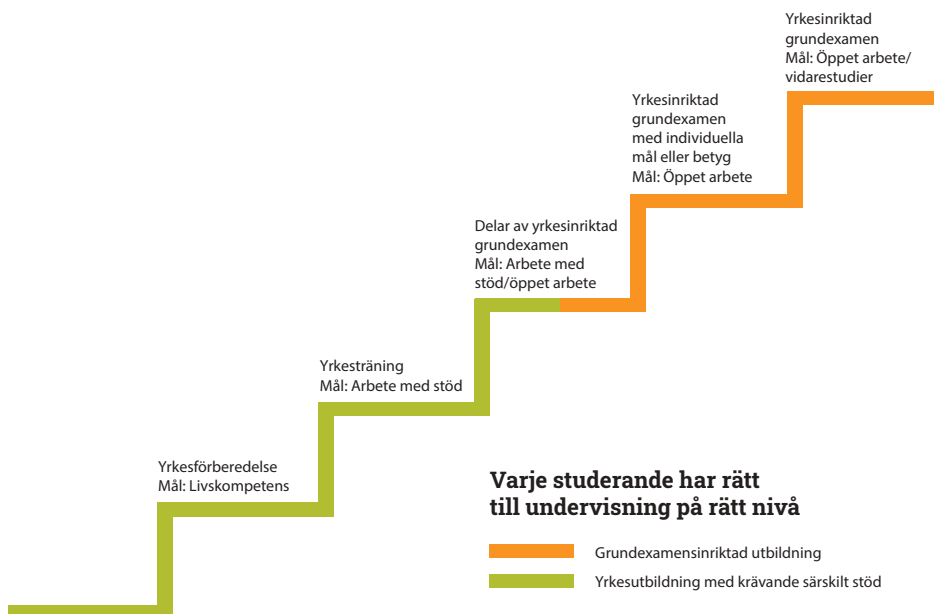 Yrkesinriktad
grundexamen
Mål: Öppet arbete/
vidarestudier
Yrkesinriktad
grundexamen
med individuella
mål eller betyg
Mål: Öppet arbete
Delar av yrkesinriktad
grundexamen
Mål: Arbete med
stöd/öppet arbete
Yrkesträning
Mål: Arbete med stöd
Yrkesförberedelse
Mål: Livskompetens
Varje studerande har rätt
till undervisning på rätt nivå
Grundexamensinriktad utbildning
Yrkesutbildning med krävande särskilt stöd